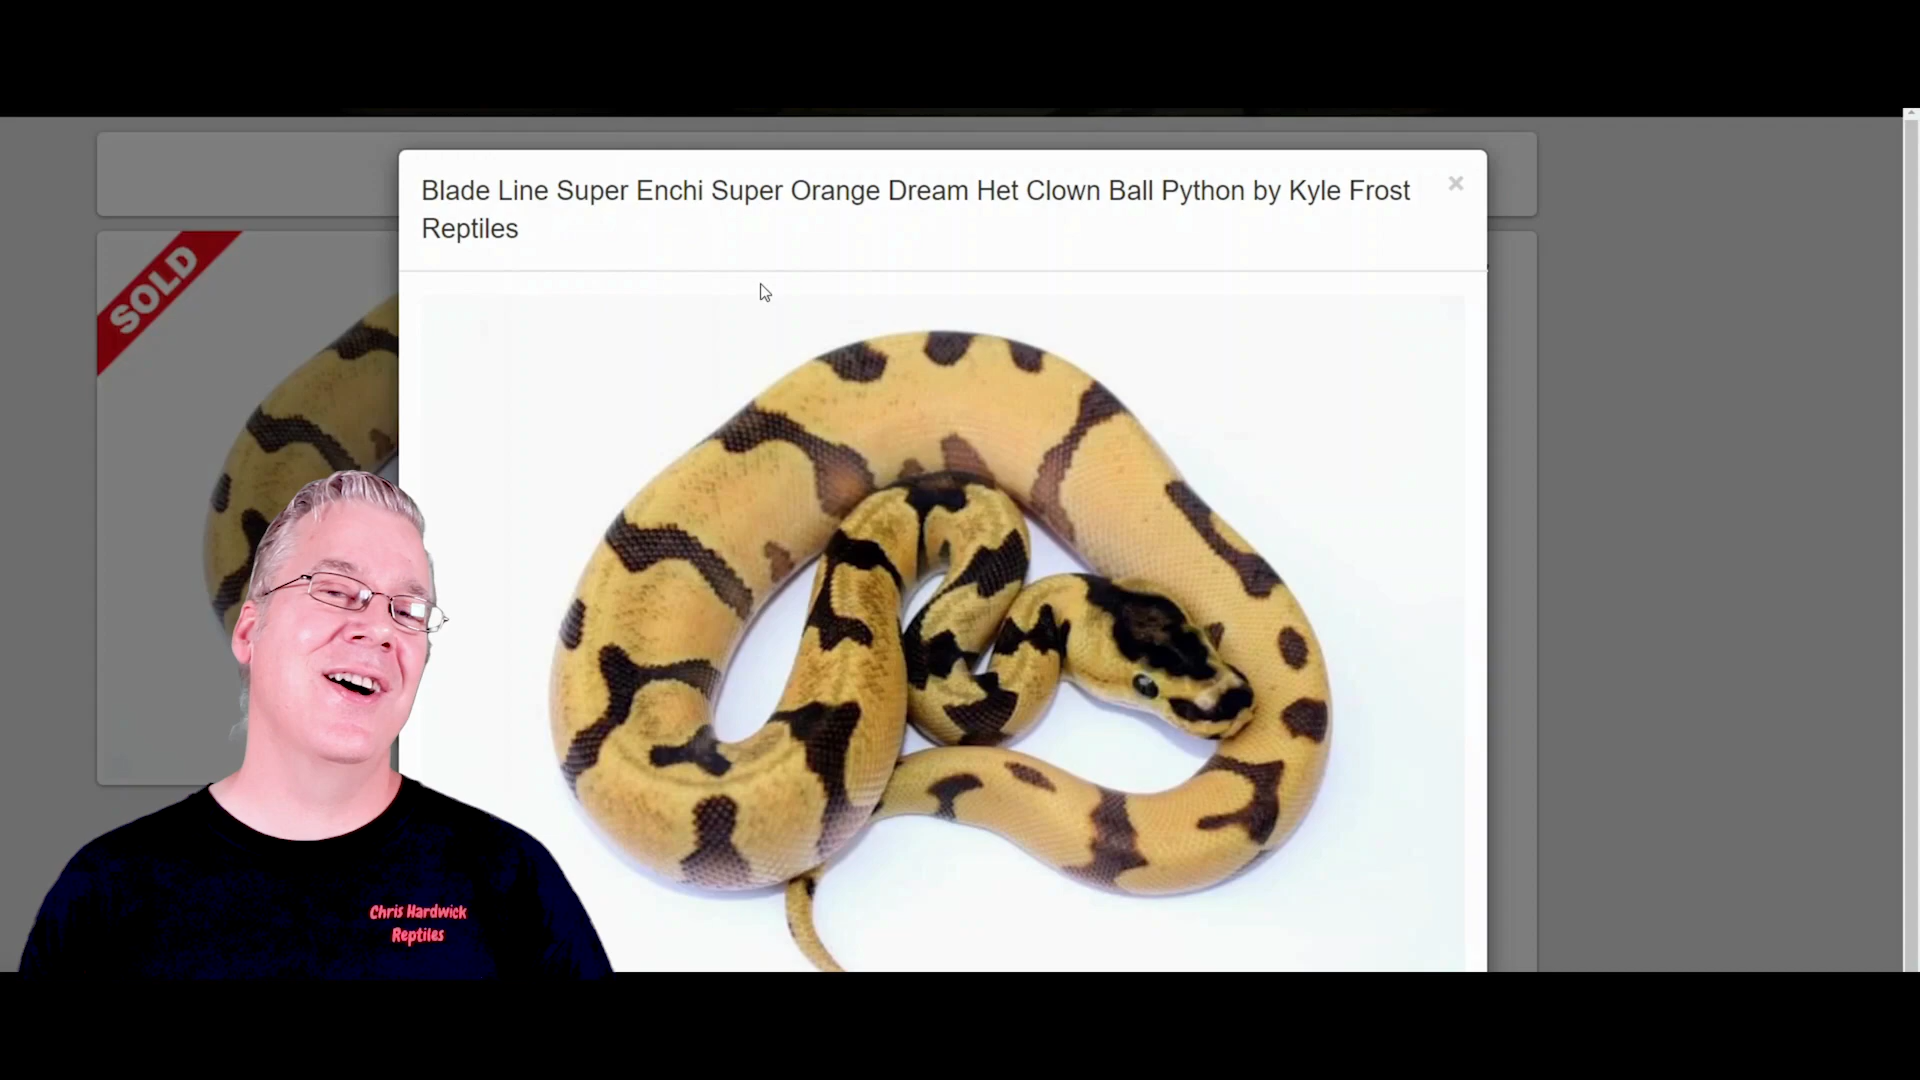 Blade Line Super Enchi Super Orange Dream Het Clown Ball Python by Kyle Frost
Reptiles
SOLD
Chris Hardwick
Reptiles